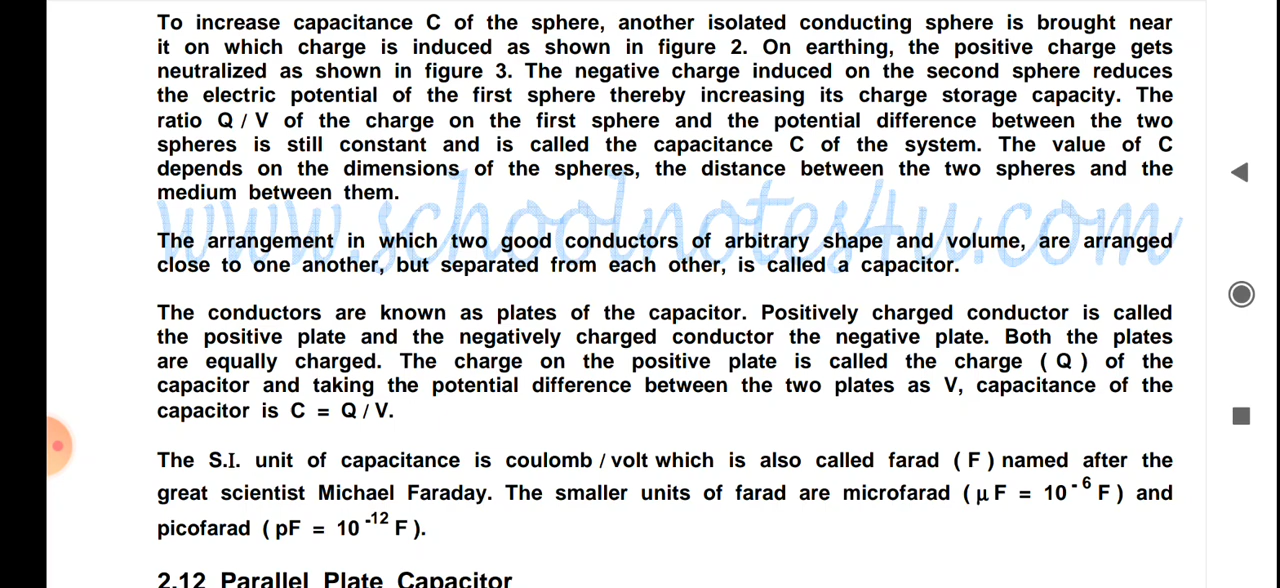 To increase capacitance C of the sphere, another isolated conducting sphere is brought near
it on which charge is induced as shown in figure 2. On earthing, the positive charge gets
neutralized as shown in figure 3. The negative charge induced on the second sphere reduces
the electric potential of the first sphere thereby increasing its charge storage capacity. The
ratio Q / V of the charge on the first sphere and the potential difference between the two
spheres is still constant and is called the capacitance C of the system. The value of C
depends on the dimensions of the spheres, the distance between the two spheres and the
medium between them.
www.schoolnotes4u.com
The arrangement in which two good conductors of arbitrary shape and volume, are arranged
close to one another, but separated from each other, is called a capacitor.
The conductors are known as plates of the capacitor. Positively charged conductor is called
the positive plate and the negatively charged conductor the negative plate. Both the plates
are equally charged. The charge on the positive plate is called the charge ( Q ) of the
capacitor and taking the potential difference between the two plates as V, capacitance of the
capacitor is C = Q / V.
The S.I. unit of capacitance is coulomb / volt which is also called farad ( F ) named after the
great scientist Michael Faraday. The smaller units of farad are microfarad ( μ F = 10⁻⁶ F ) and
picofarad ( pF = 10⁻¹² F ).
2.12 Parallel Plate Capacitor